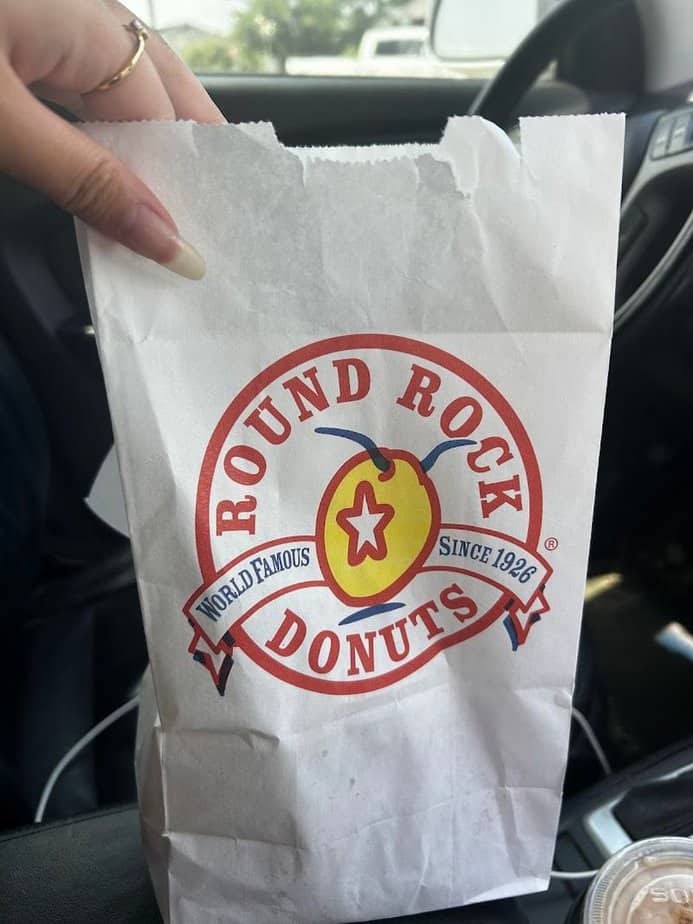 ROUND ROCK
WORLD FAMOUS
SINCE 1926
®
DONUTS